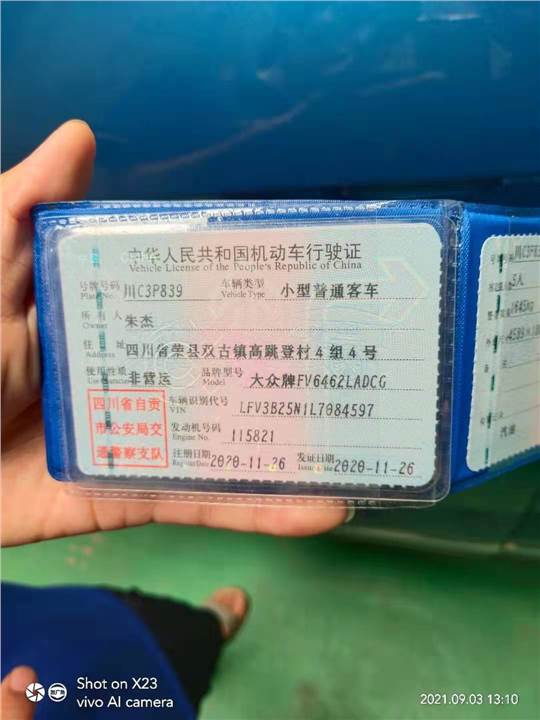 中华人民共和国机动车行驶证
Vehicle License of the People's Republic of China
号牌号码 川C3P839 车辆类型 小型普通客车
Plate No. Vehicle Type
所有人 朱杰
Owner
住址 四川省荣县双古镇高跳登村4组4号
Address
使用性质 非营运 品牌型号 大众牌FV6462LADCG
Use Character Model
四川省自贡
市公安局交
通警察支队
车辆识别代号 LFV3B25N1L7084597
VIN
发动机号码 115821
Engine No.
注册日期 2020-11-26 发证日期 2020-11-26
Register Date Issue Date
5人
1645kg
汽油
Shot on X23
vivo AI camera
2021.09.03 13:10